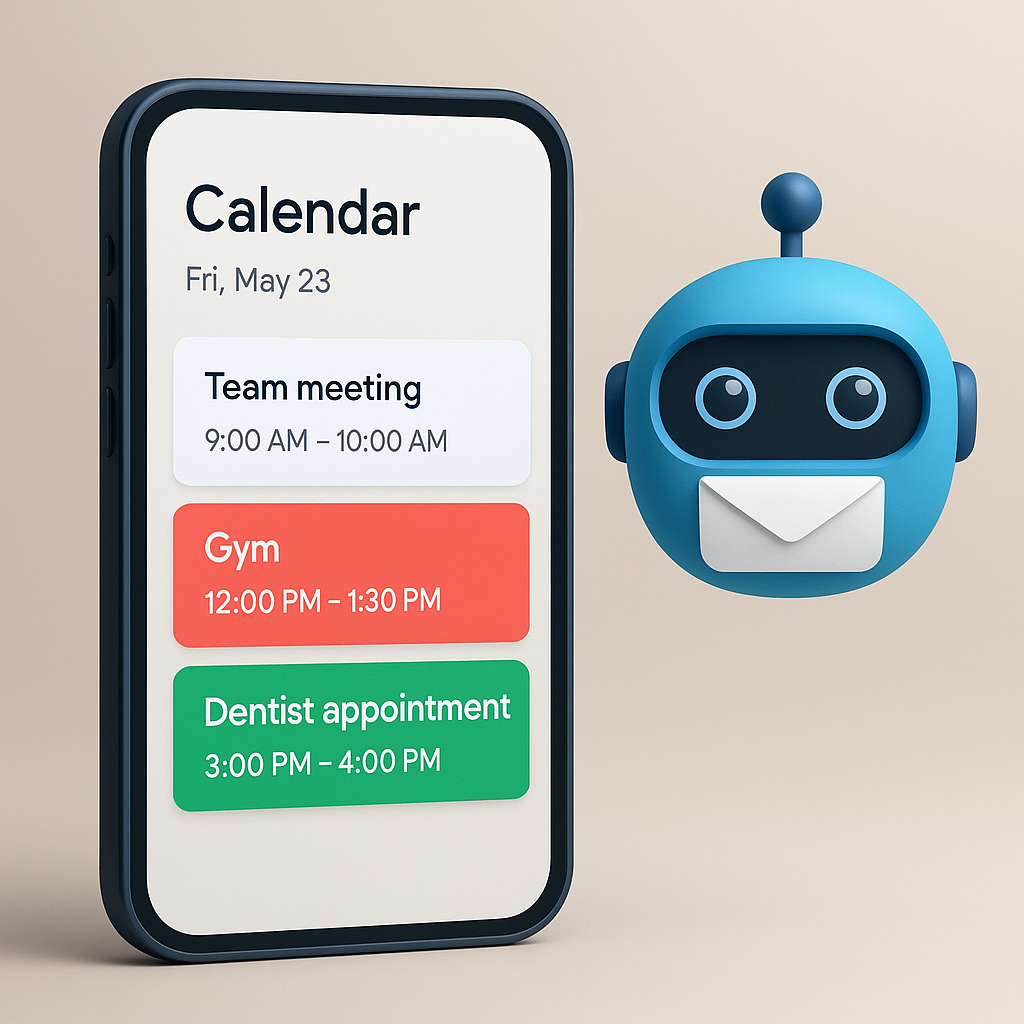 Calendar
Fri, May 23
Team meeting
9:00 AM – 10:00 AM
Gym
12:00 PM – 1:30 PM
Dentist appointment
3:00 PM – 4:00 PM